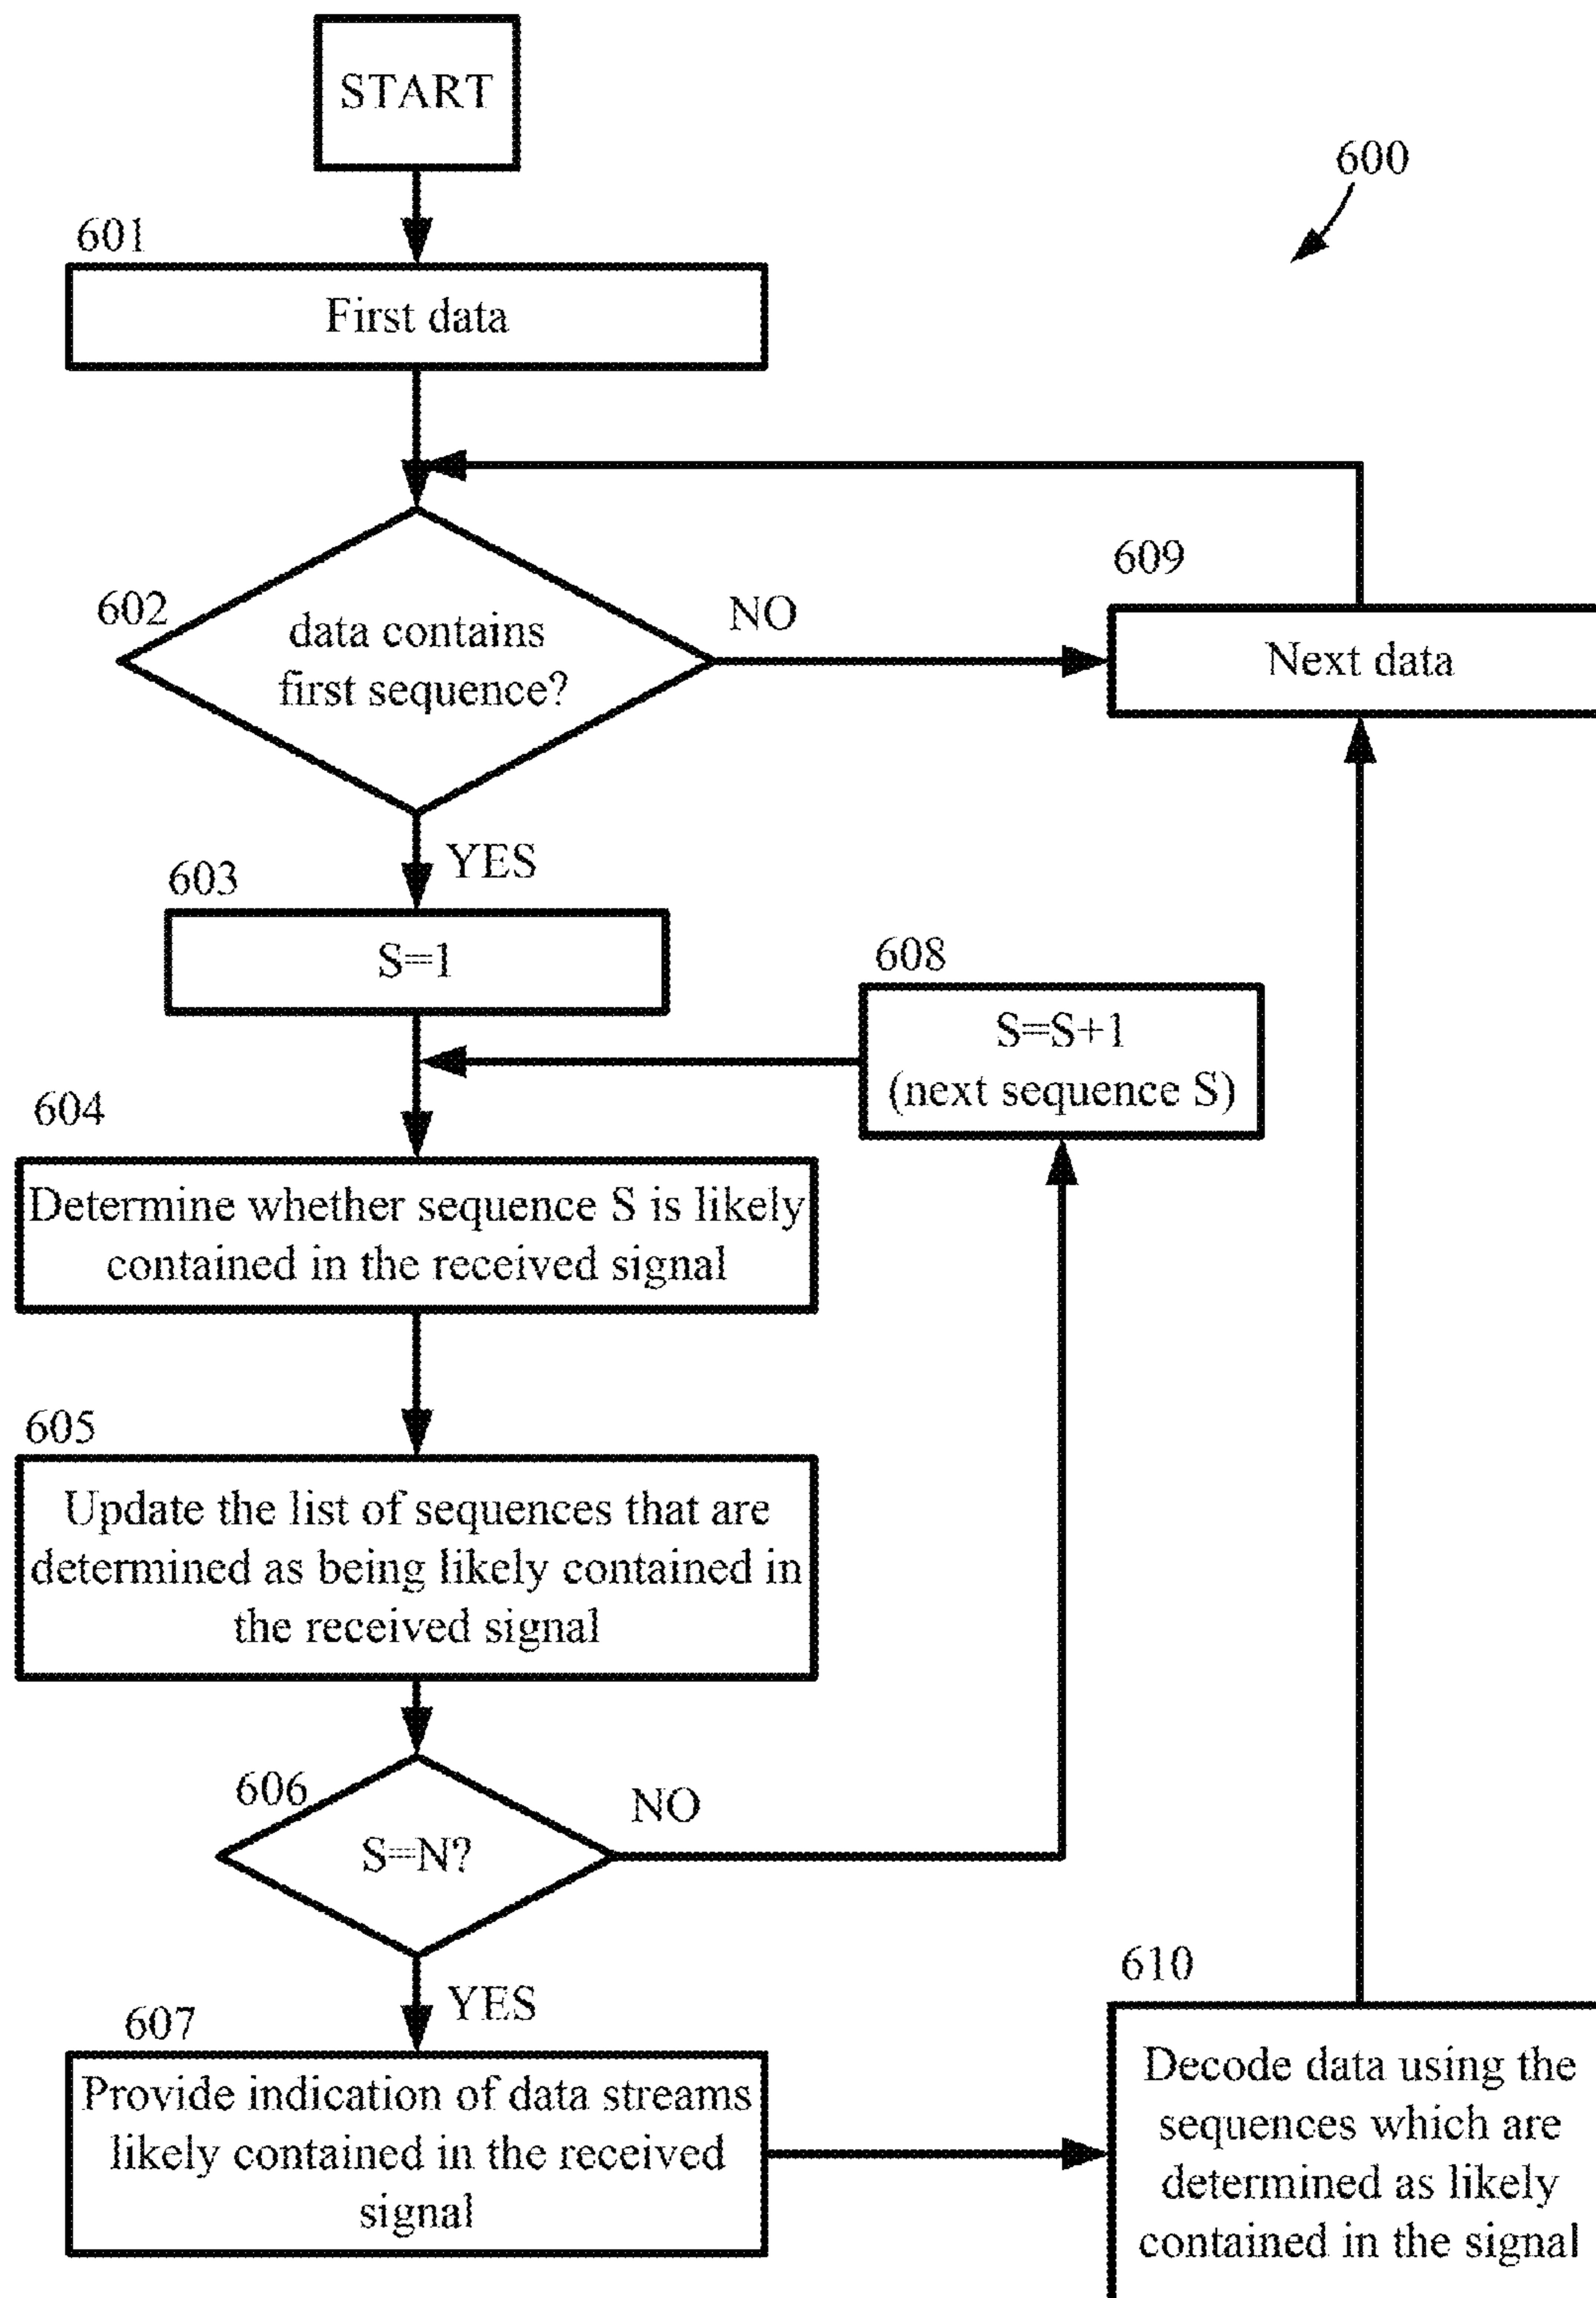 START
600
601
First data
602
data contains
first sequence?
NO
609
Next data
YES
603
S=1
608
S=S+1
(next sequence S)
604
Determine whether sequence S is likely
contained in the received signal
605
Update the list of sequences that are
determined as being likely contained in
the received signal
606
S=N?
NO
YES
607
Provide indication of data streams
likely contained in the received
signal
610
Decode data using the
sequences which are
determined as likely
contained in the signal